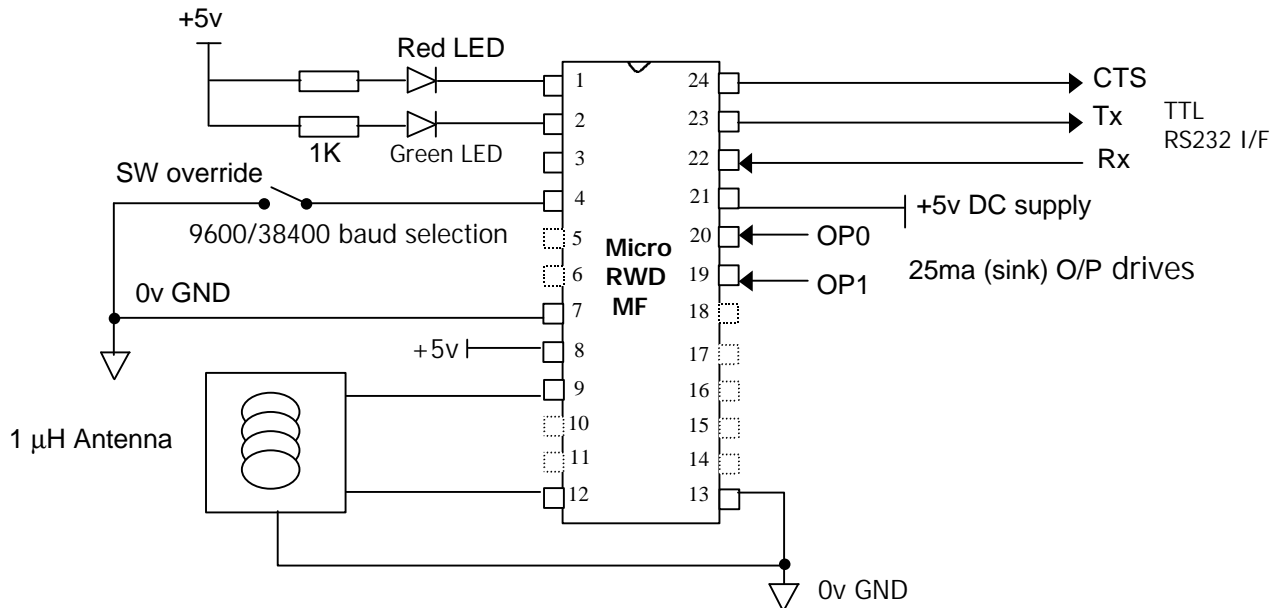 +5v
Red LED
1
24
CTS
2
23
Tx
TTL
RS232 I/F
1K
Green LED
3
22
Rx
SW override
4
21
+5v DC supply
9600/38400 baud selection
5
20
OP0
Micro
RWD
MF
25ma (sink) O/P drives
6
19
OP1
0v GND
7
18
+5v
8
17
9
16
1 μH Antenna
10
15
11
14
12
13
0v GND